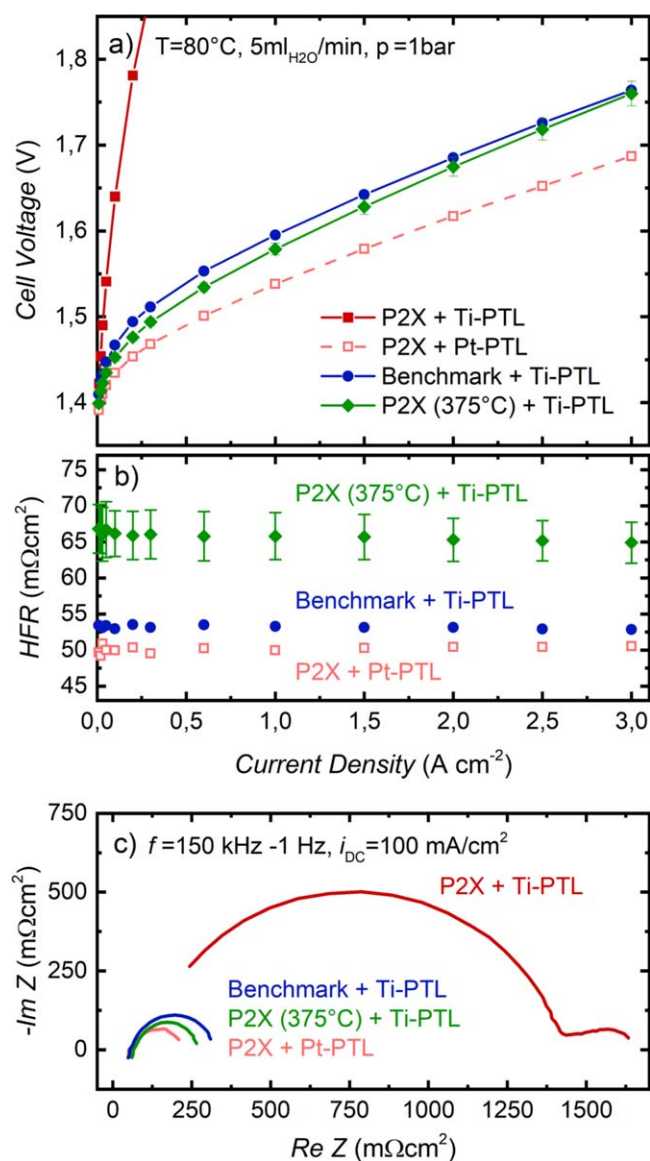 a) T=80°C, 5ml_H2O/min, p=1bar
1,8
1,7
1,6
1,5
1,4
Cell Voltage (V)
P2X + Ti-PTL
P2X + Pt-PTL
Benchmark + Ti-PTL
P2X (375°C) + Ti-PTL
b)
75
70
65
60
55
50
45
HFR (mΩcm²)
P2X (375°C) + Ti-PTL
Benchmark + Ti-PTL
P2X + Pt-PTL
0,0 0,5 1,0 1,5 2,0 2,5 3,0
Current Density (A cm⁻²)
c) f =150 kHz -1 Hz, i_DC=100 mA/cm²
750
500
250
0
-Im Z (mΩcm²)
P2X + Ti-PTL
Benchmark + Ti-PTL
P2X (375°C) + Ti-PTL
P2X + Pt-PTL
0 250 500 750 1000 1250 1500
Re Z (mΩcm²)